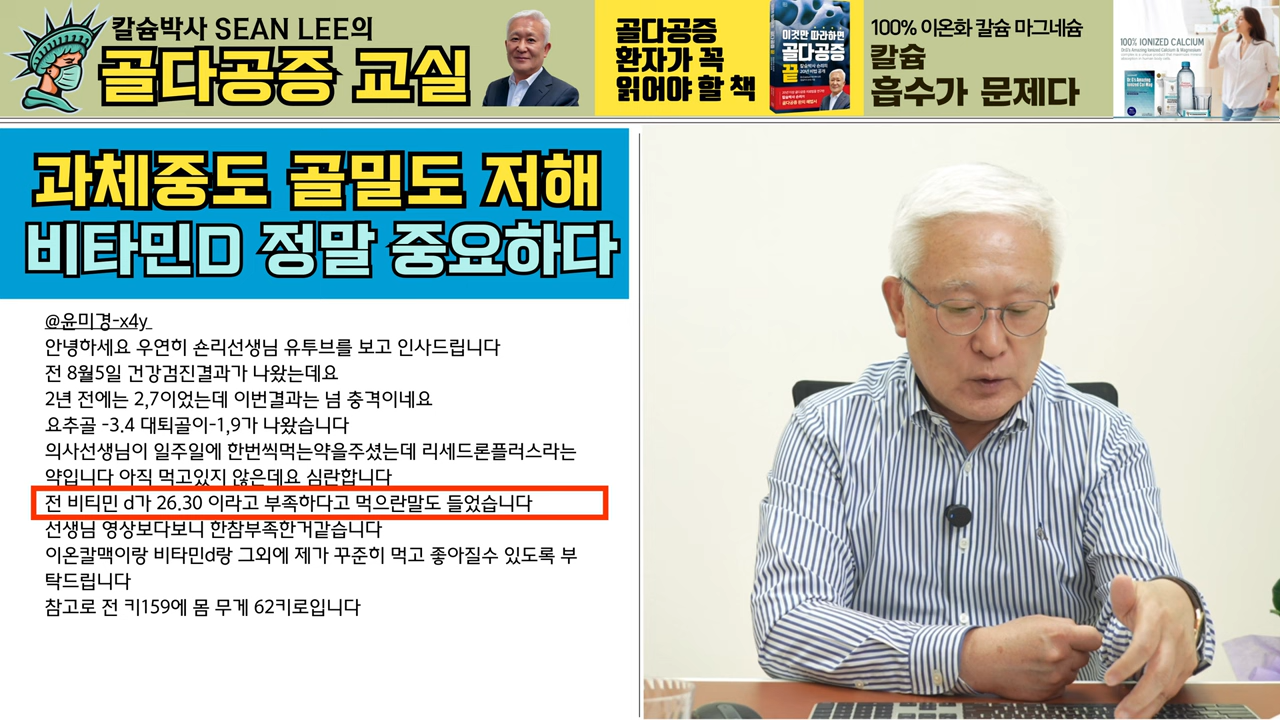 칼슘박사 SEAN LEE의
골다공증 교실
골다공증
환자가 꼭
읽어야 할 책
이것만 따라하면
골다공증
끝
100% 이온화 칼슘 마그네슘
칼슘
흡수가 문제다
100% IONIZED CALCIUM
과체중도 골밀도 저해
비타민D 정말 중요하다
@윤미경-x4y
안녕하세요 우연히 숀리선생님 유투브를 보고 인사드립니다
전 8월5일 건강검진결과가 나왔는데요
2년 전에는 2,7이었는데 이번결과는 넘 충격이네요
요추골 -3.4 대퇴골이-1,9가 나왔습니다
의사선생님이 일주일에 한번씩먹는약을주셨는데 리세드론플러스라는
약입니다 아직 먹고있지 않은데요 심란합니다
전 비티민 d가 26.30 이라고 부족하다고 먹으란말도 들었습니다
선생님 영상보다보니 한참부족한거같습니다
이온칼맥이랑 비타민d랑 그외에 제가 꾸준히 먹고 좋아질수 있도록 부
탁드립니다
참고로 전 키159에 몸 무게 62키로입니다